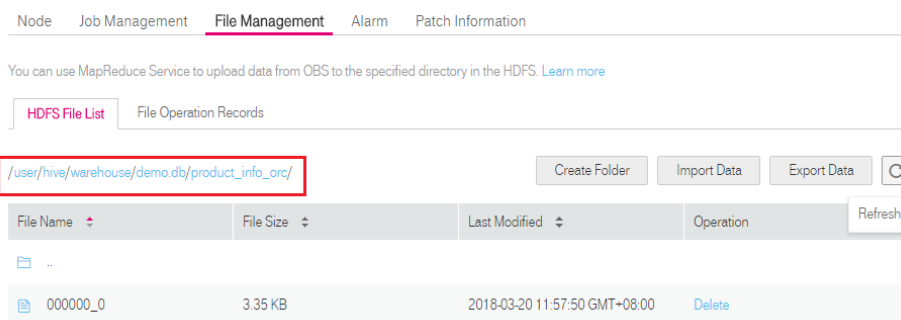 Node Job Management File Management Alarm Patch Information
You can use MapReduce Service to upload data from OBS to the specified directory in the HDFS. Learn more
HDFS File List File Operation Records
/user/hive/warehouse/demo.db/product_info_orc/ Create Folder Import Data Export Data
Refresh
File Name File Size Last Modified Operation
..
000000_0 3.35 KB 2018-03-20 11:57:50 GMT+08:00 Delete